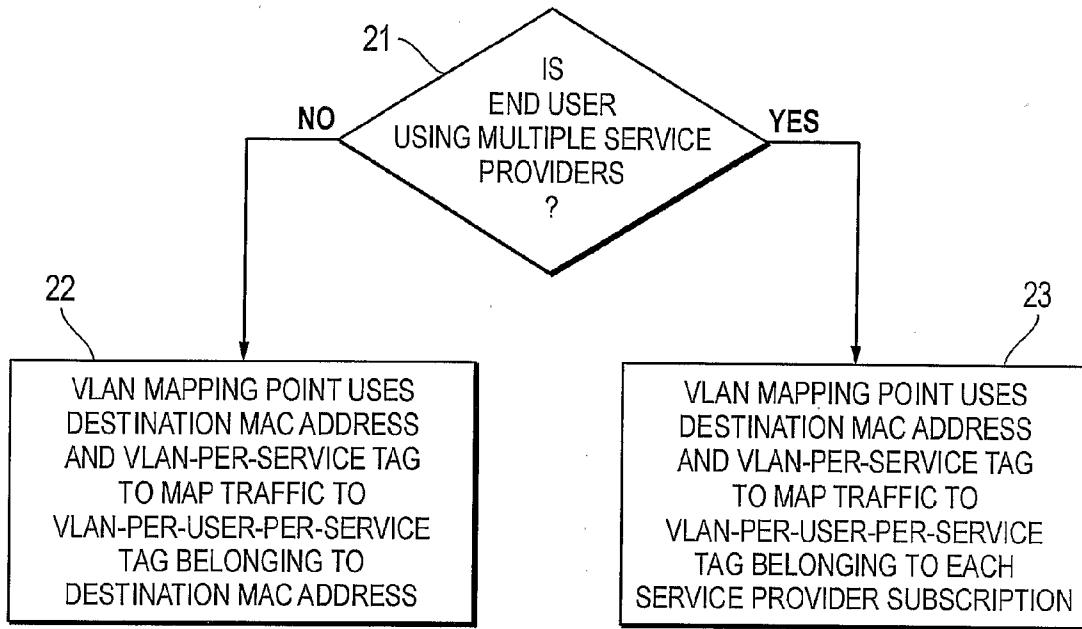 21
IS
END USER
USING MULTIPLE SERVICE
PROVIDERS
?
NO
YES
22
VLAN MAPPING POINT USES
DESTINATION MAC ADDRESS
AND VLAN-PER-SERVICE TAG
TO MAP TRAFFIC TO
VLAN-PER-USER-PER-SERVICE
TAG BELONGING TO
DESTINATION MAC ADDRESS
23
VLAN MAPPING POINT USES
DESTINATION MAC ADDRESS
AND VLAN-PER-SERVICE TAG
TO MAP TRAFFIC TO
VLAN-PER-USER-PER-SERVICE
TAG BELONGING TO EACH
SERVICE PROVIDER SUBSCRIPTION